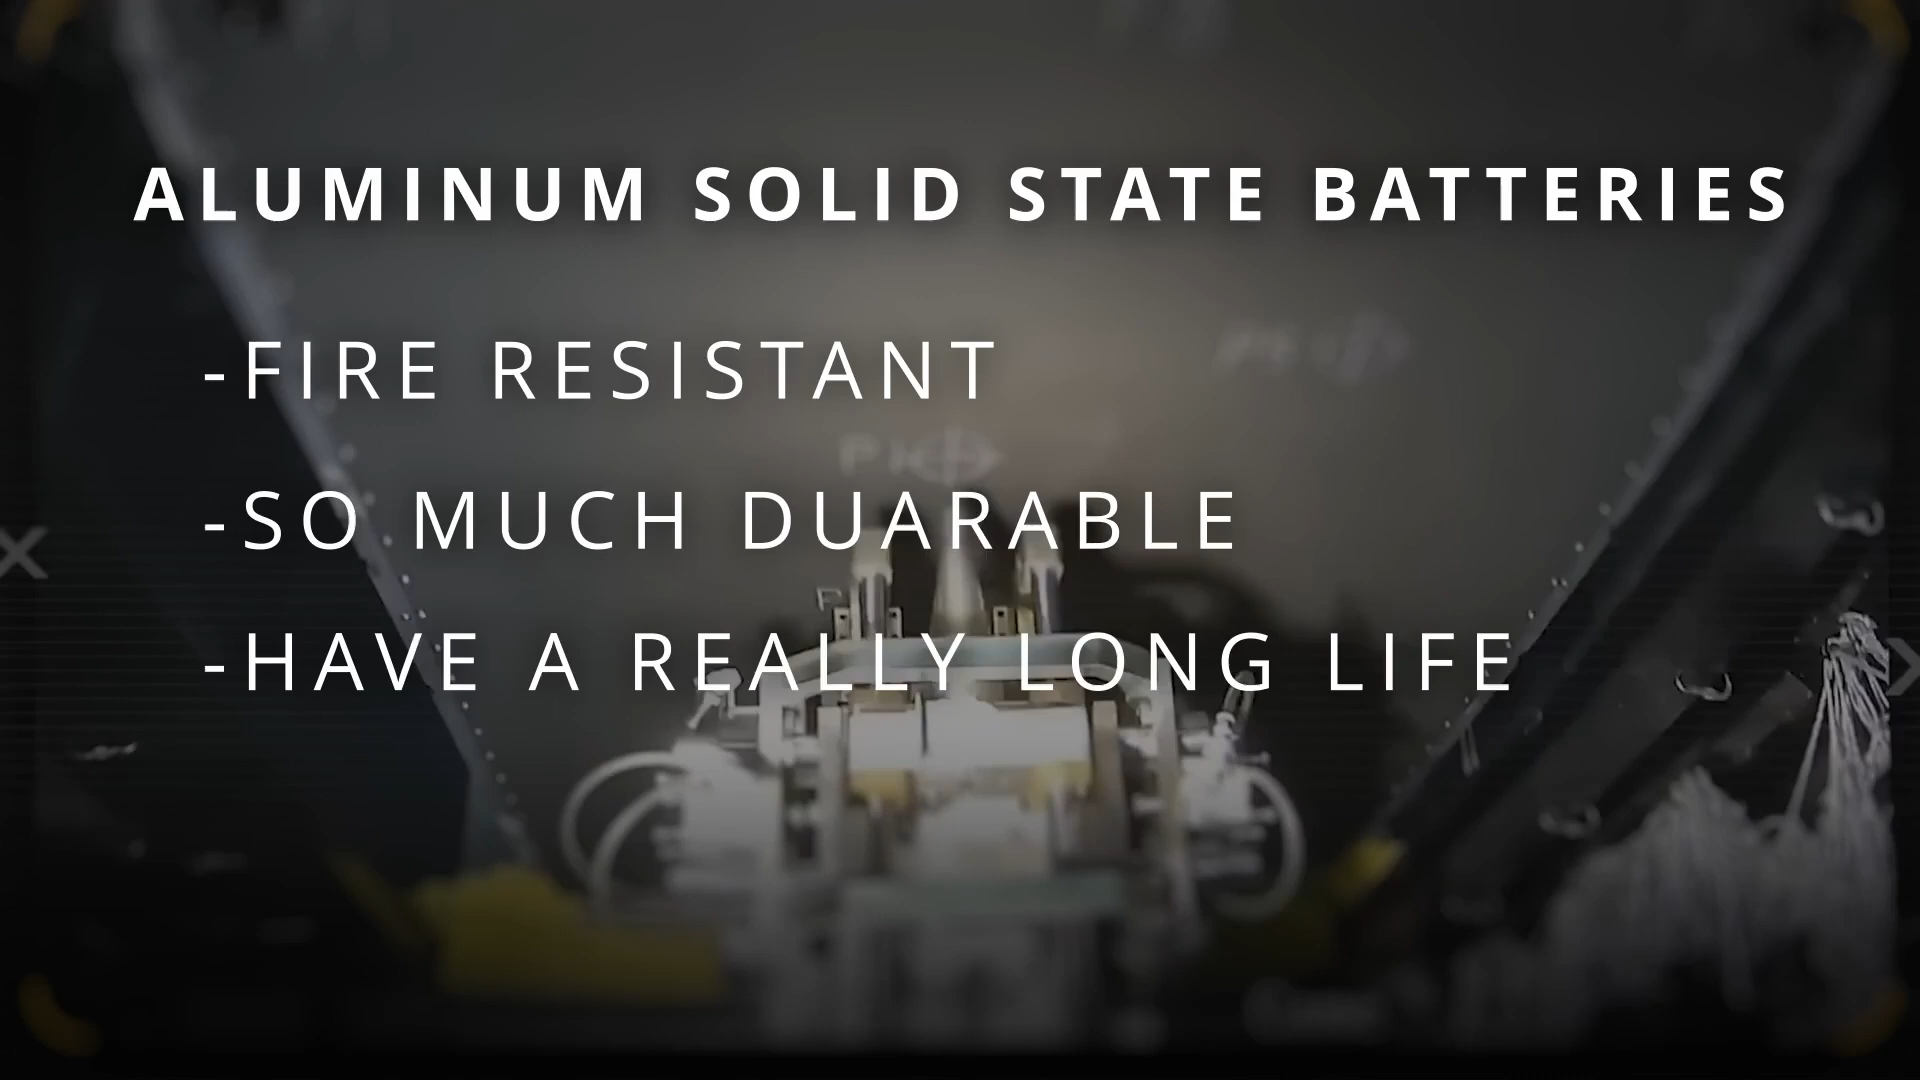 ALUMINUM SOLID STATE BATTERIES
-FIRE RESISTANT
-SO MUCH DUARABLE
-HAVE A REALLY LONG LIFE